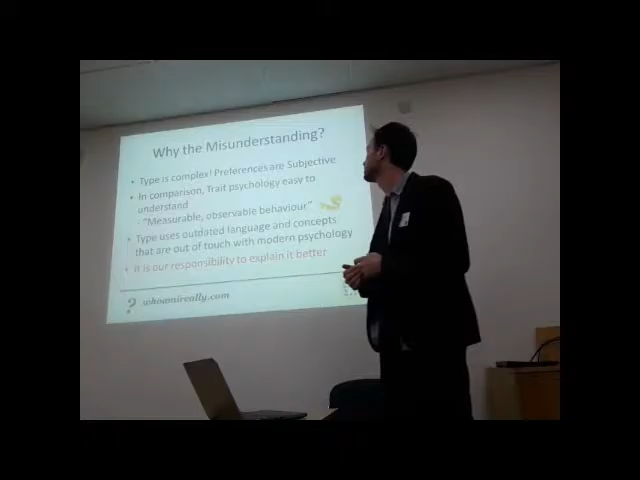 Why the Misunderstanding?
• Type is complex! Preferences are Subjective
• In comparison, Trait psychology easy to
understand
- "Measurable, observable behaviour"
• Type uses outdated language and concepts
that are out of touch with modern psychology
• It is our responsibility to explain it better
? whoamireally.com